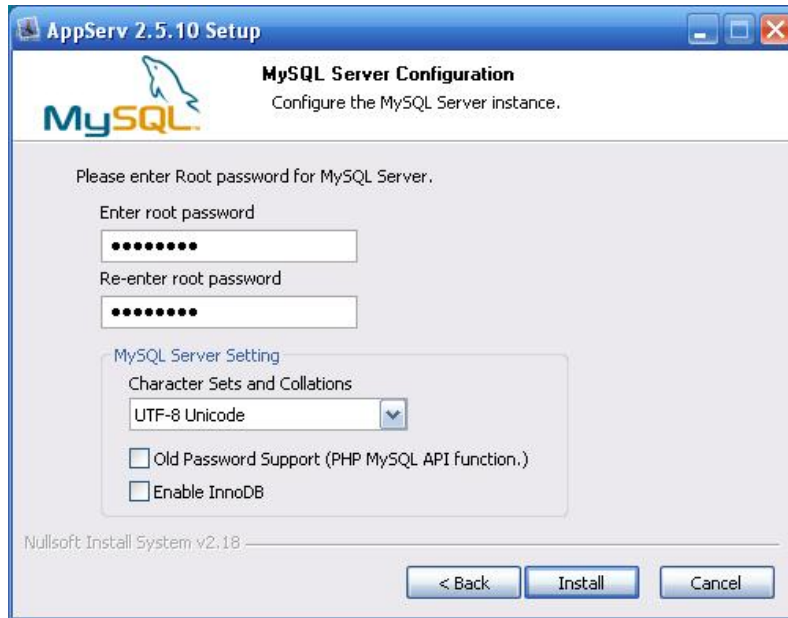 AppServ 2.5.10 Setup
MySQL
MySQL Server Configuration
Configure the MySQL Server instance.
Please enter Root password for MySQL Server.
Enter root password
••••••••
Re-enter root password
••••••••
MySQL Server Setting
Character Sets and Collations
UTF-8 Unicode
Old Password Support (PHP MySQL API function.)
Enable InnoDB
Nullsoft Install System v2.18
< Back Install Cancel